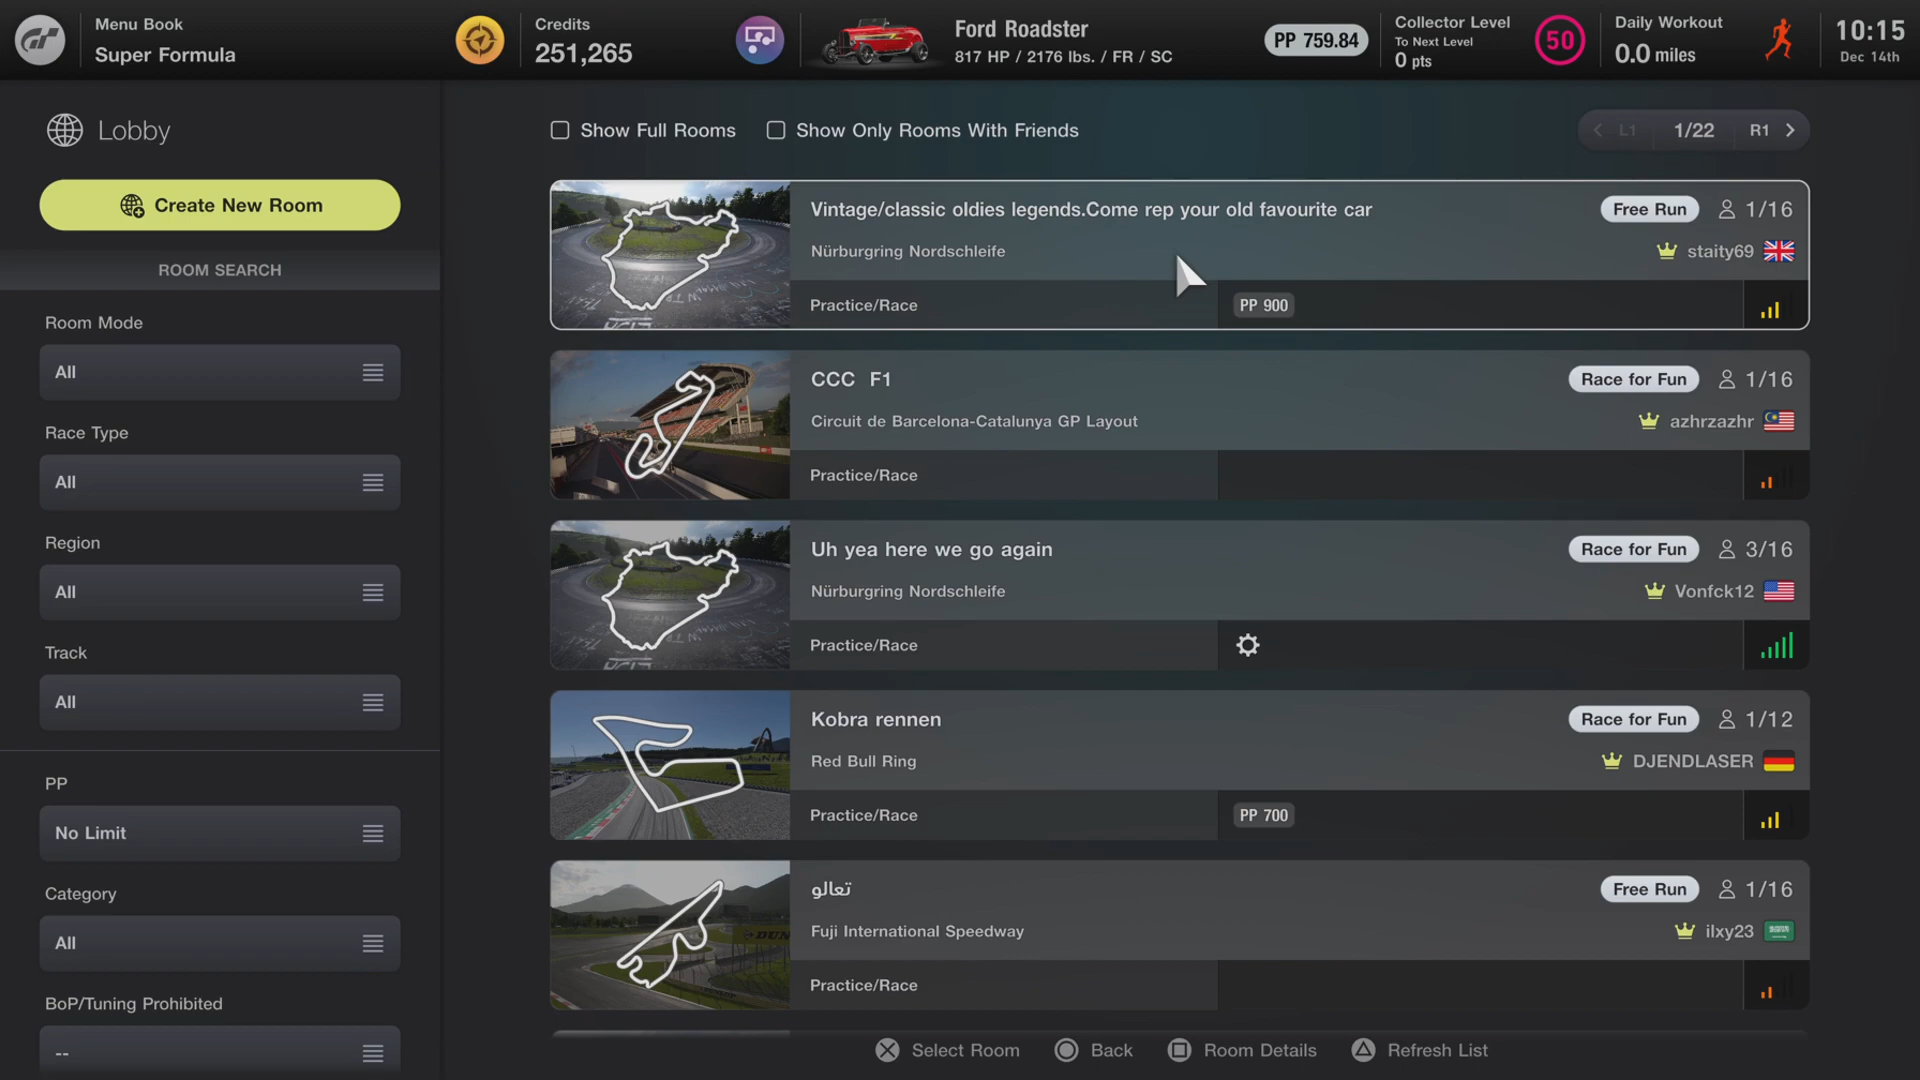 Menu Book
Super Formula
Credits
251,265
Ford Roadster
817 HP / 2176 lbs. / FR / SC
PP 759.84
Collector Level
To Next Level
0 pts
50
Daily Workout
0.0 miles
10:15
Dec 14th
Lobby
Create New Room
ROOM SEARCH
Room Mode
All
Race Type
All
Region
All
Track
All
PP
No Limit
Category
All
BoP/Tuning Prohibited
--
Show Full Rooms
Show Only Rooms With Friends
L1
1/22
R1
Vintage/classic oldies legends.Come rep your old favourite car
Free Run
1/16
Nürburgring Nordschleife
staity69
Practice/Race
PP 900
CCC F1
Race for Fun
1/16
Circuit de Barcelona-Catalunya GP Layout
azhrzazhr
Practice/Race
Uh yea here we go again
Race for Fun
3/16
Nürburgring Nordschleife
Vonfck12
Practice/Race
Kobra rennen
Race for Fun
1/12
Red Bull Ring
DJENDLASER
Practice/Race
PP 700
تعالو
Free Run
1/16
Fuji International Speedway
ilxy23
Practice/Race
Select Room
Back
Room Details
Refresh List